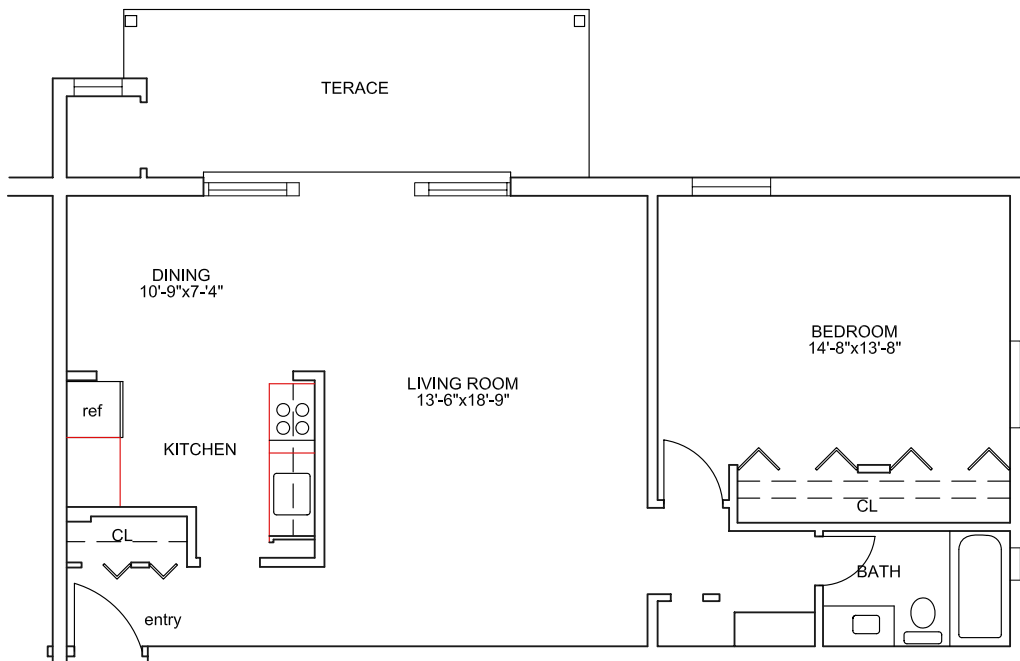 TERACE
DINING
10'-9"x7-'4"
BEDROOM
14'-8"x13'-8"
LIVING ROOM
13'-6"x18'-9"
ref
KITCHEN
CL
CL
BATH
entry